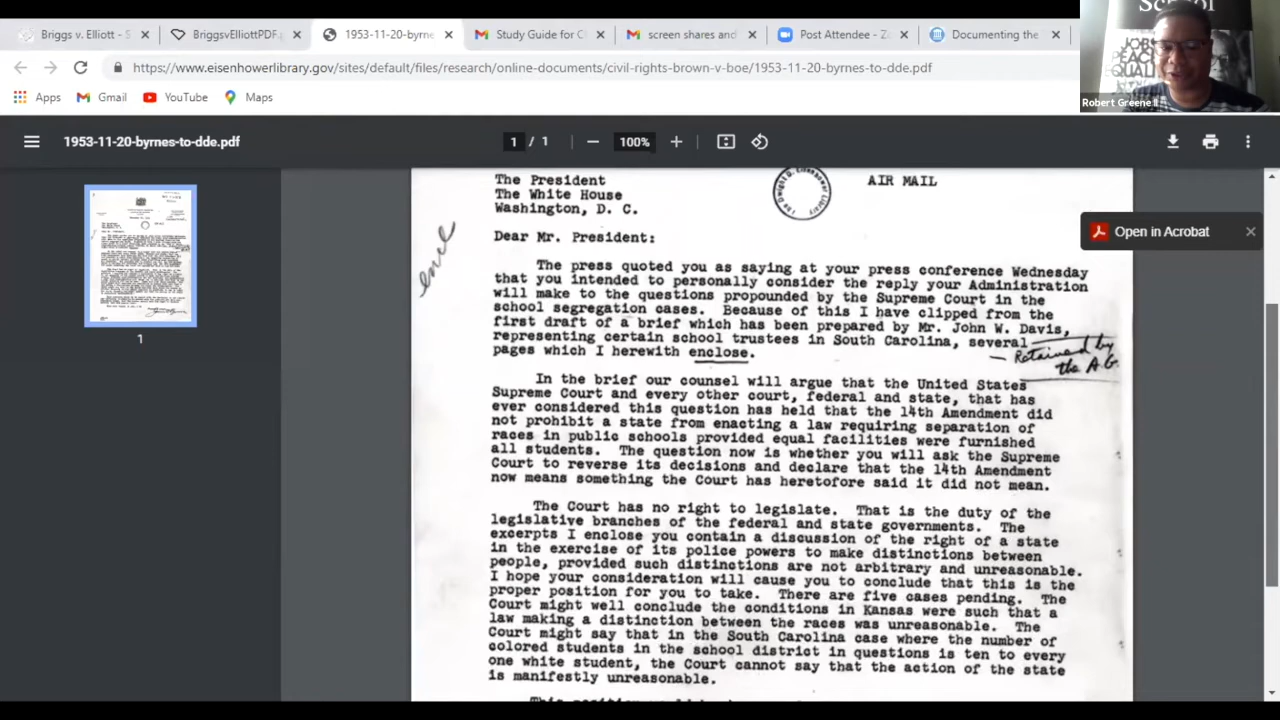 School
JOBS
PEACE
EQUALI
Robert Greene II
Briggs v. Elliott - S
BriggsvElliottPDF.p
1953-11-20-byrne
Study Guide for C
screen shares and
Post Attendee - Zo
Documenting the
https://www.eisenhowerlibrary.gov/sites/default/files/research/online-documents/civil-rights-brown-v-boe/1953-11-20-byrnes-to-dde.pdf
Apps
Gmail
YouTube
Maps
1953-11-20-byrnes-to-dde.pdf
1 / 1
100%
Open in Acrobat
1
The President
The White House
Washington, D. C.
AIR MAIL
Dwight D. Eisenhower Library
encl
Dear Mr. President:
The press quoted you as saying at your press conference Wednesday
that you intended to personally consider the reply your Administration
will make to the questions propounded by the Supreme Court in the
school segregation cases. Because of this I have clipped from the
first draft of a brief which has been prepared by Mr. John W. Davis,
representing certain school trustees in South Carolina, several
pages which I herewith enclose.
— Retained by
the A.G.
In the brief our counsel will argue that the United States
Supreme Court and every other court, federal and state, that has
ever considered this question has held that the 14th Amendment did
not prohibit a state from enacting a law requiring separation of
races in public schools provided equal facilities were furnished
all students. The question now is whether you will ask the Supreme
Court to reverse its decisions and declare that the 14th Amendment
now means something the Court has heretofore said it did not mean.
The Court has no right to legislate. That is the duty of the
legislative branches of the federal and state governments. The
excerpts I enclose you contain a discussion of the right of a state
in the exercise of its police powers to make distinctions between
people, provided such distinctions are not arbitrary and unreasonable.
I hope your consideration will cause you to conclude that this is the
proper position for you to take. There are five cases pending. The
Court might well conclude the conditions in Kansas were such that a
law making a distinction between the races was unreasonable. The
Court might say that in the South Carolina case where the number of
colored students in the school district in questions is ten to every
one white student, the Court cannot say that the action of the state
is manifestly unreasonable.